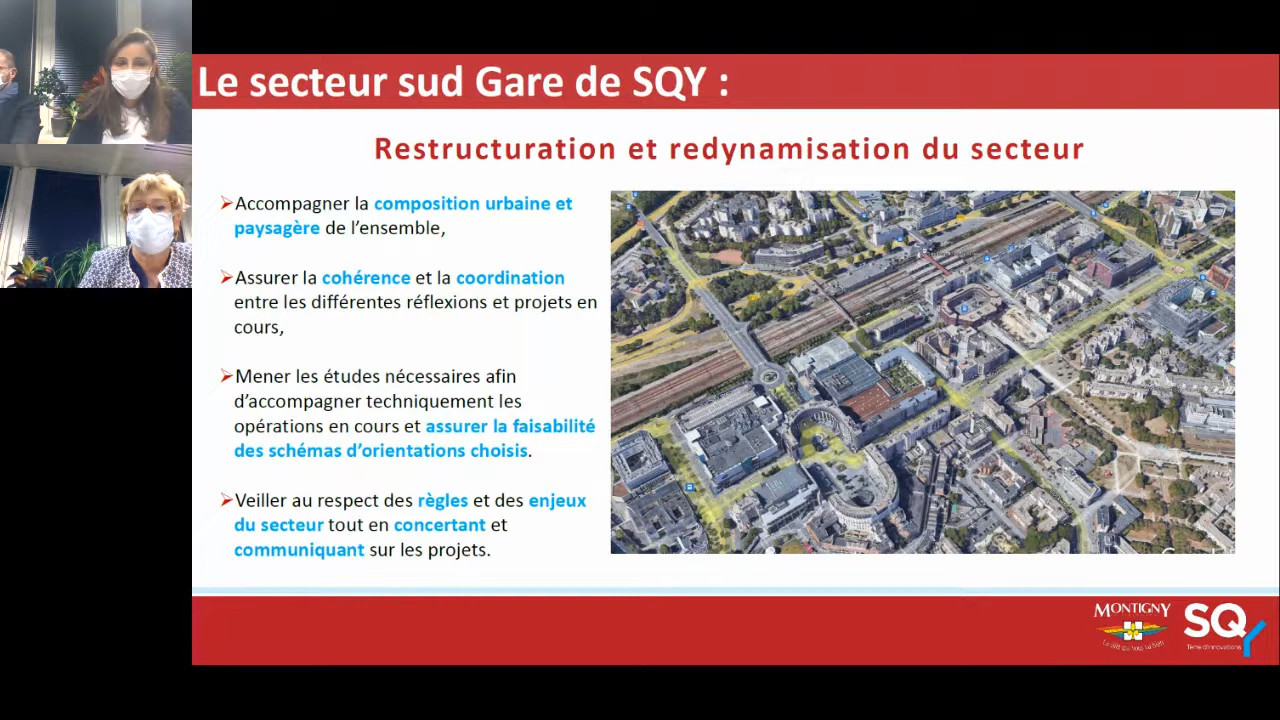 Le secteur sud Gare de SQY :
Restructuration et redynamisation du secteur
➢Accompagner la composition urbaine et
paysagère de l'ensemble,
➢Assurer la cohérence et la coordination
entre les différentes réflexions et projets en
cours,
➢Mener les études nécessaires afin
d'accompagner techniquement les
opérations en cours et assurer la faisabilité
des schémas d'orientations choisis.
➢Veiller au respect des règles et des enjeux
du secteur tout en concertant et
communiquant sur les projets.
MONTIGNY
SQY
Terre d'innovations